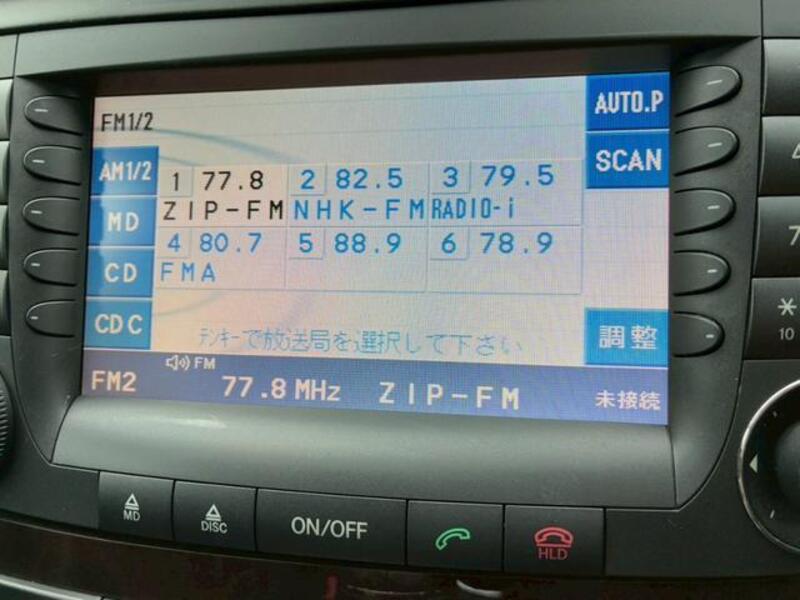 FM1/2
AUTO.P
AM1/2
SCAN
1 77.8 2 82.5 3 79.5
ZIP-FM NHK-FM RADIO-i
MD
4 80.7 5 88.9 6 78.9
FMA
CD
CD C
テンキーで放送局を選択して下さい
調整
FM
FM2 77.8 MHz ZIP-FM 未接続
MD
DISC
ON/OFF
HLD
7
*
10